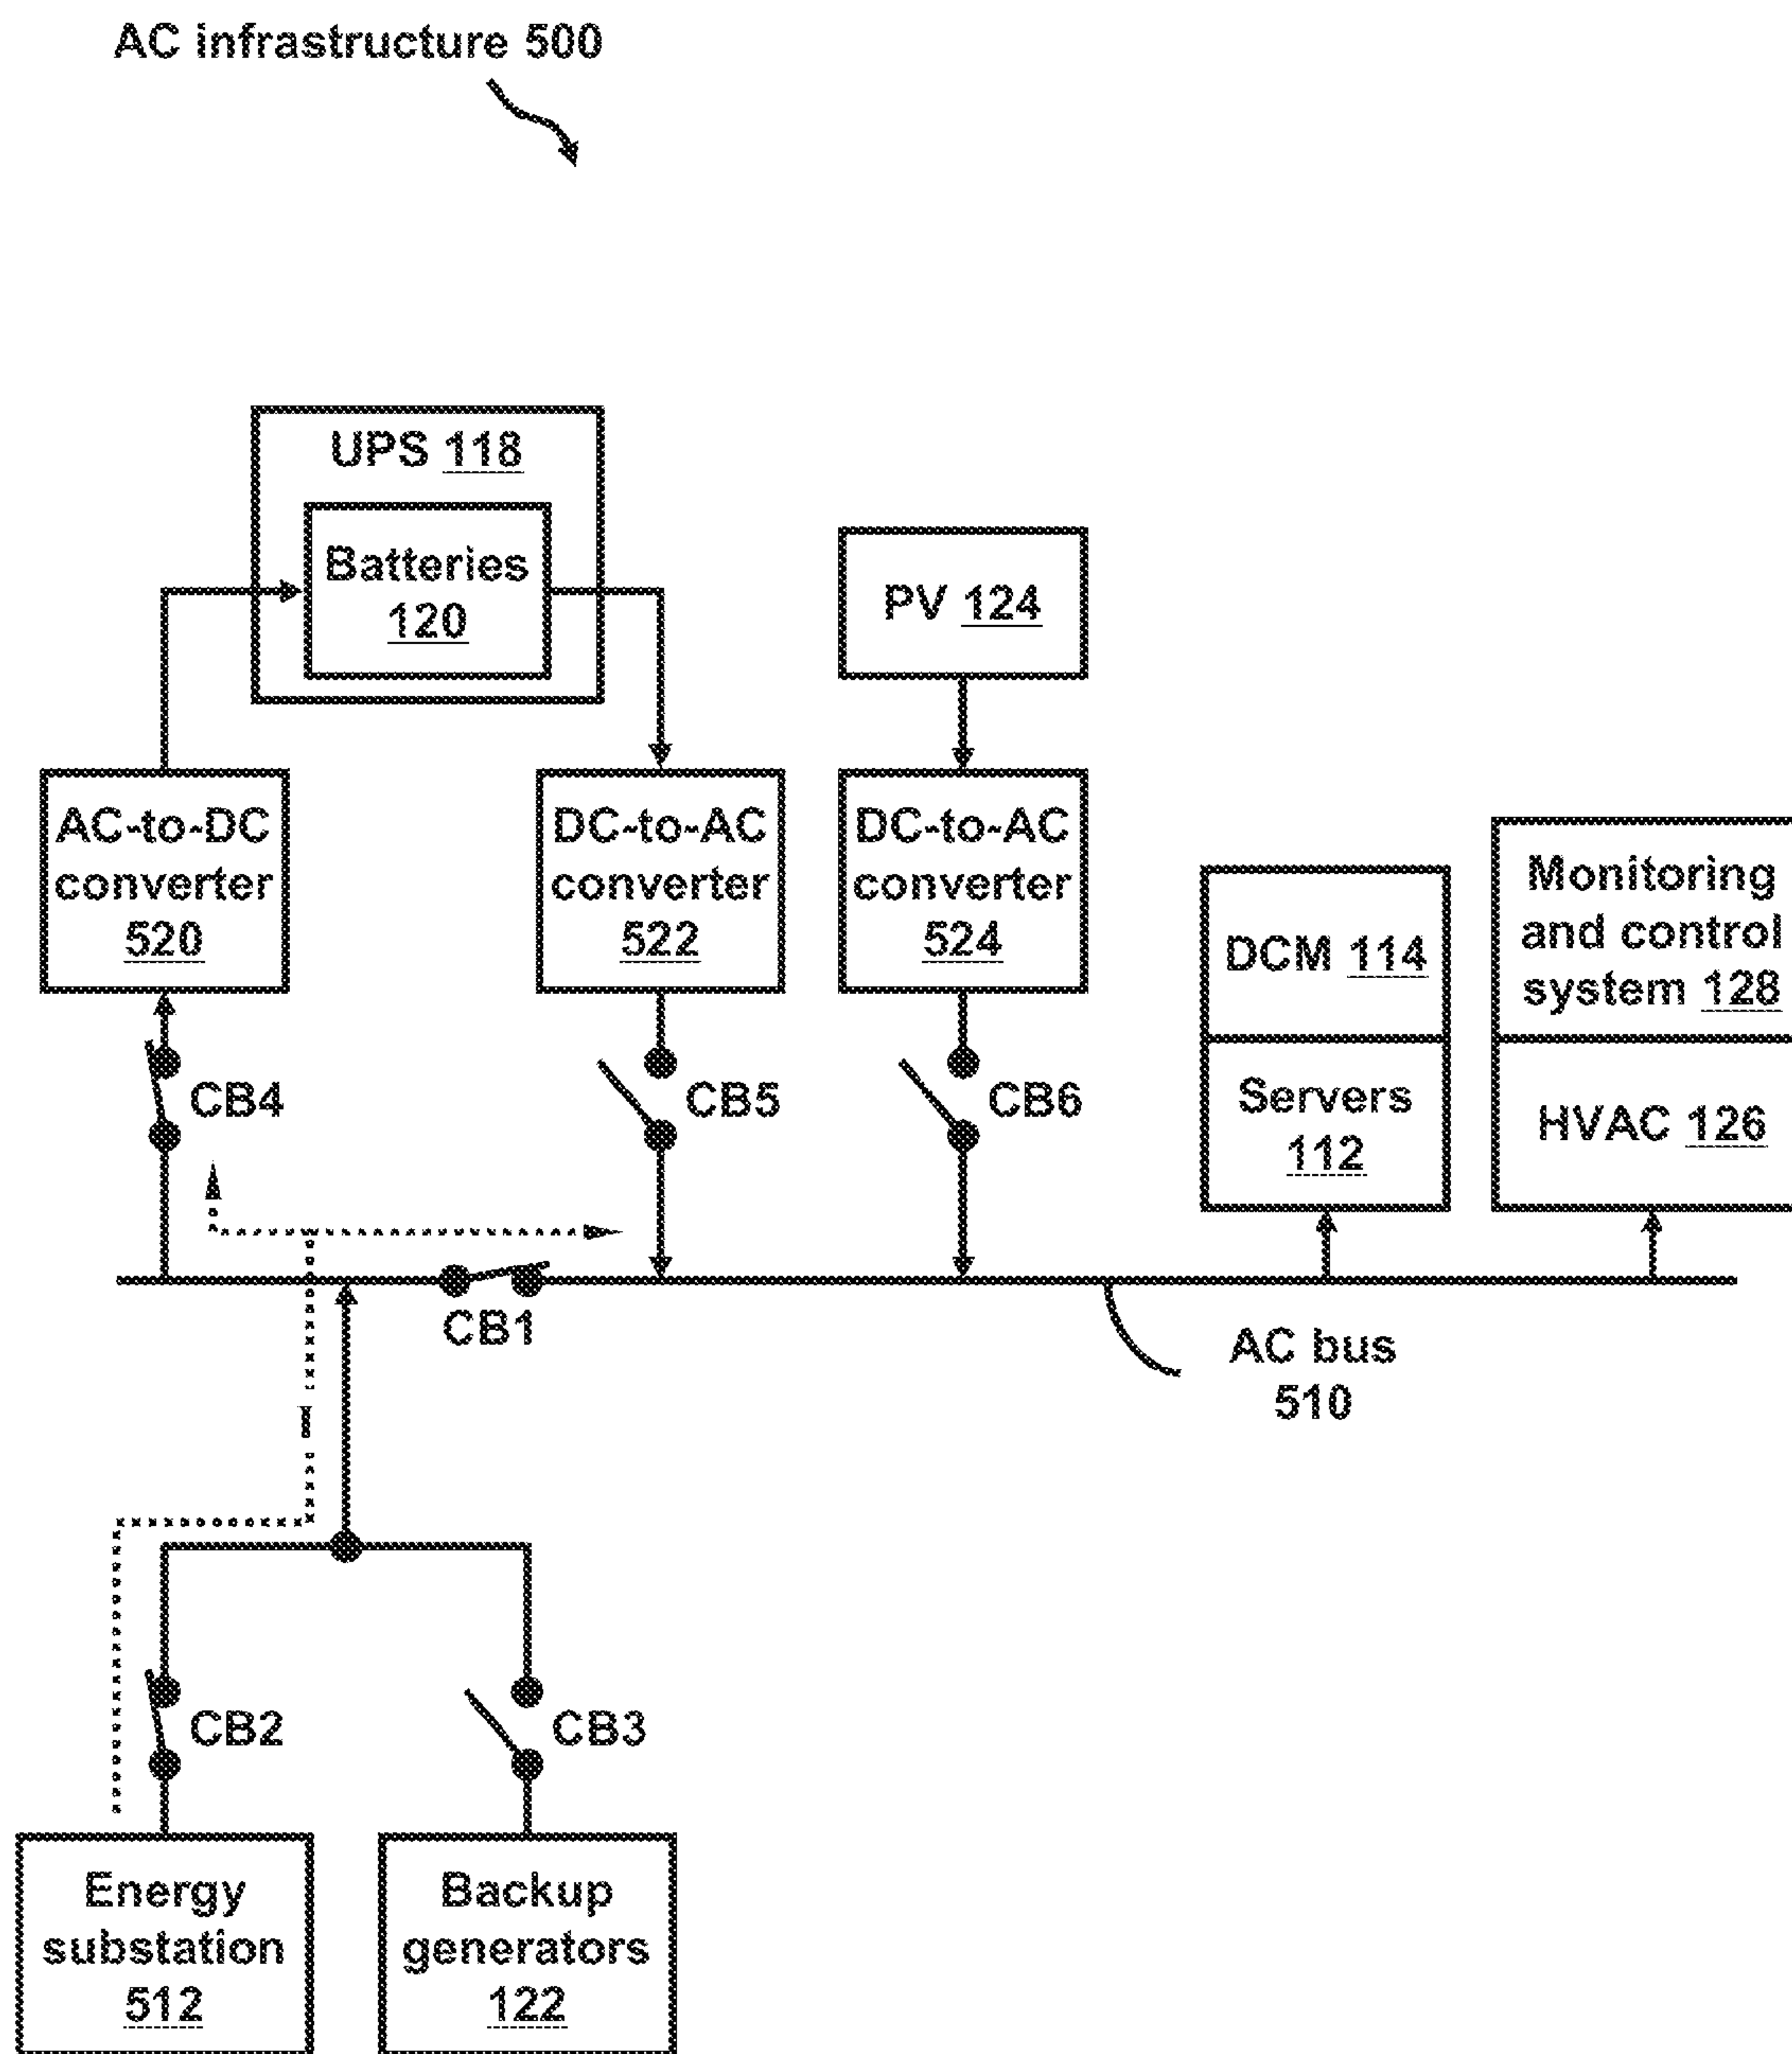 AC infrastructure 500
UPS 118
Batteries
120
PV 124
AC-to-DC
converter
520
DC-to-AC
converter
522
DC-to-AC
converter
524
DCM 114
Servers
112
Monitoring
and control
system 128
HVAC 126
CB4
CB5
CB6
CB1
AC bus
510
I
CB2
CB3
Energy
substation
512
Backup
generators
122